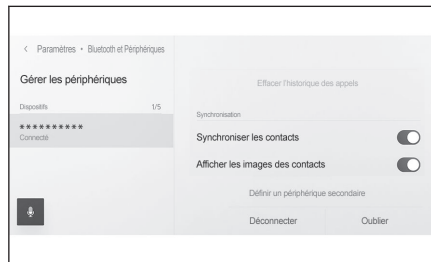 < Paramètres • Bluetooth et Périphériques
Gérer les périphériques
Dispositifs 1/5
**********
Connecté
Effacer l'historique des appels
Synchronisation
Synchroniser les contacts
Afficher les images des contacts
Définir un périphérique secondaire
Déconnecter Oublier